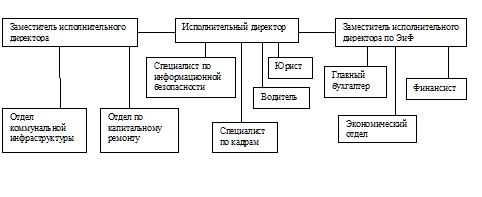 Заместитель исполнительного
директора
Исполнительный директор
Заместитель исполнительного
директора по ЭиФ
Специалист по
информационной
безопасности
Юрист
Водитель
Главный
бухгалтер
Финансист
Отдел
коммунальной
инфраструктуры
Отдел по
капитальному
ремонту
Специалист
по кадрам
Экономический
отдел